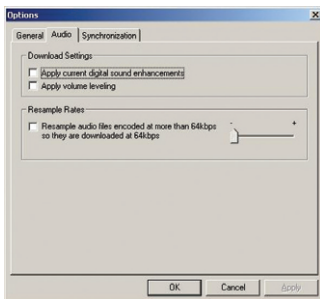 Options
General Audio Synchronization
Download Settings
Apply current digital sound enhancements
Apply volume leveling
Resample Rates
Resample audio files encoded at more than 64kbps
so they are downloaded at 64kbps
- +
OK Cancel Apply